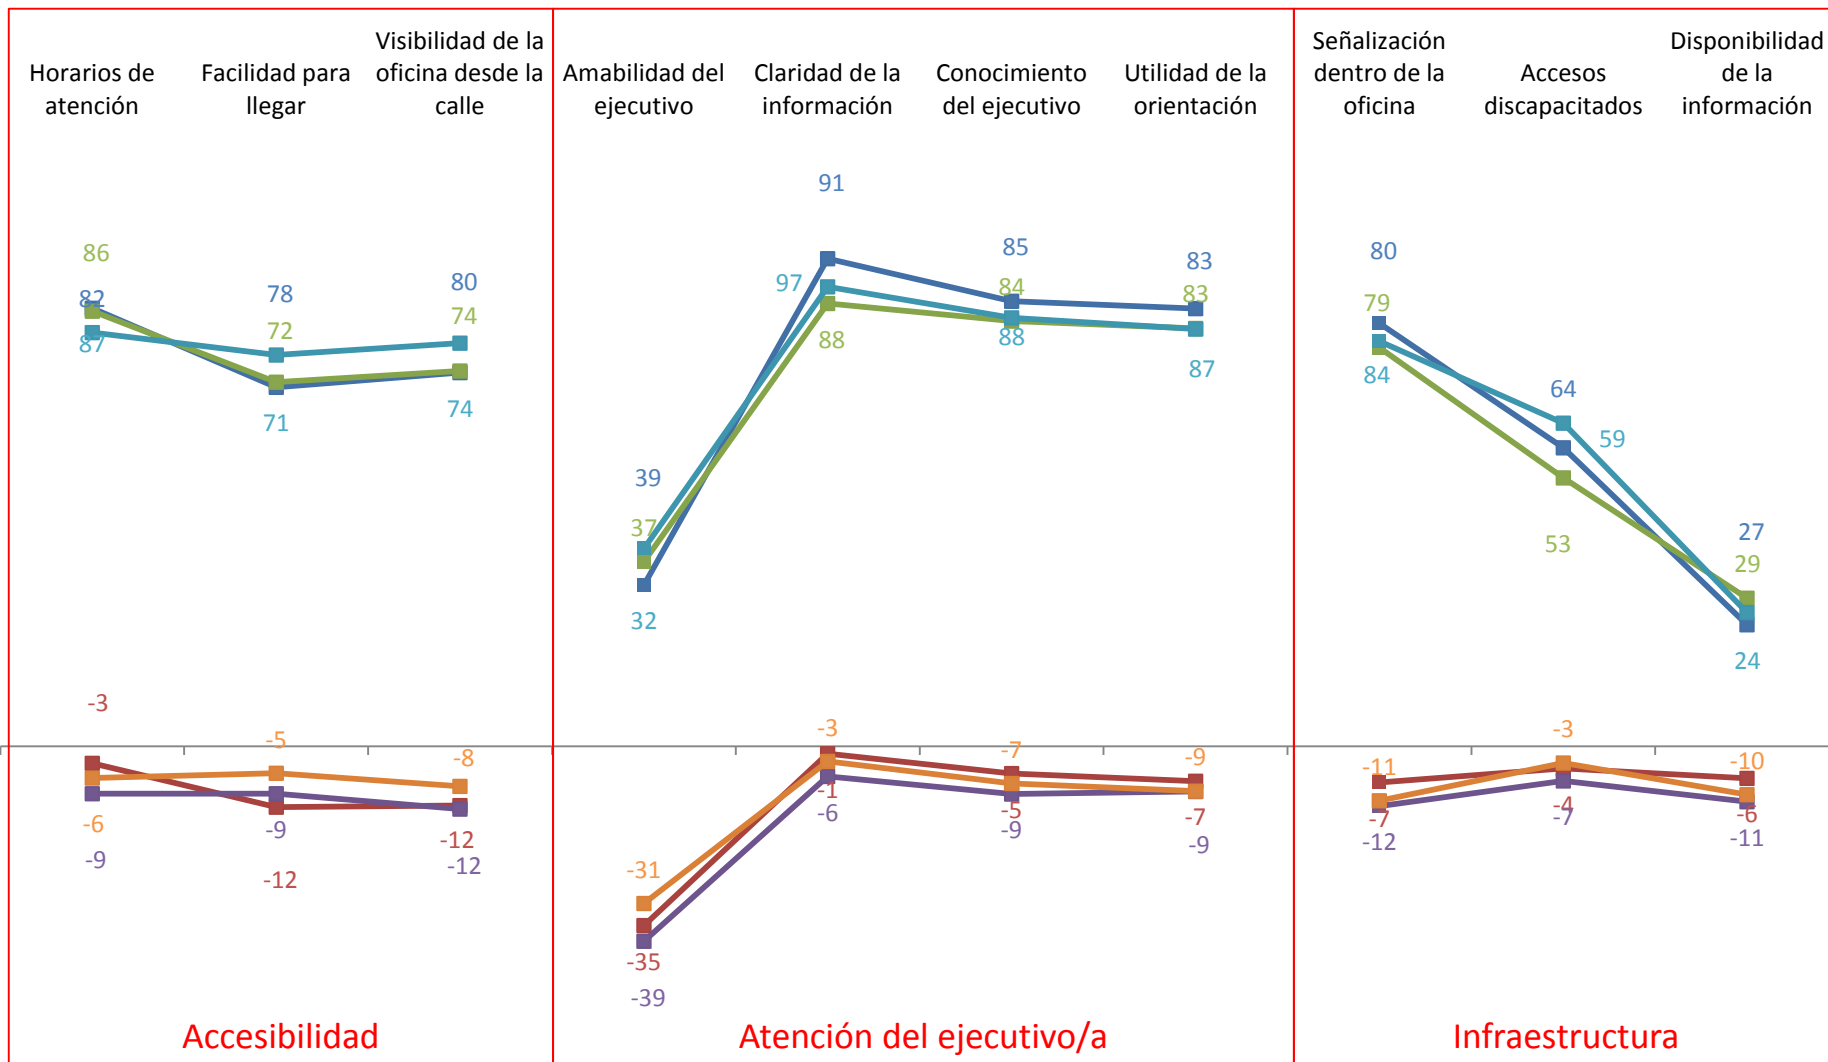 Horarios de
atención
Facilidad para
llegar
Visibilidad de la
oficina desde la
calle
Amabilidad del
ejecutivo
Claridad de la
información
Conocimiento
del ejecutivo
Utilidad de la
orientación
Señalización
dentro de la
oficina
Accesos
discapacitados
Disponibilidad
de la
información
86
82
87
78
72
71
80
74
74
39
37
32
91
97
88
85
84
88
83
83
87
80
79
84
64
59
53
27
29
24
-3
-6
-9
-5
-9
-12
-8
-12
-12
-31
-35
-39
-3
-1
-6
-7
-5
-9
-9
-7
-9
-11
-7
-12
-3
-4
-7
-10
-6
-11
Accesibilidad
Atención del ejecutivo/a
Infraestructura